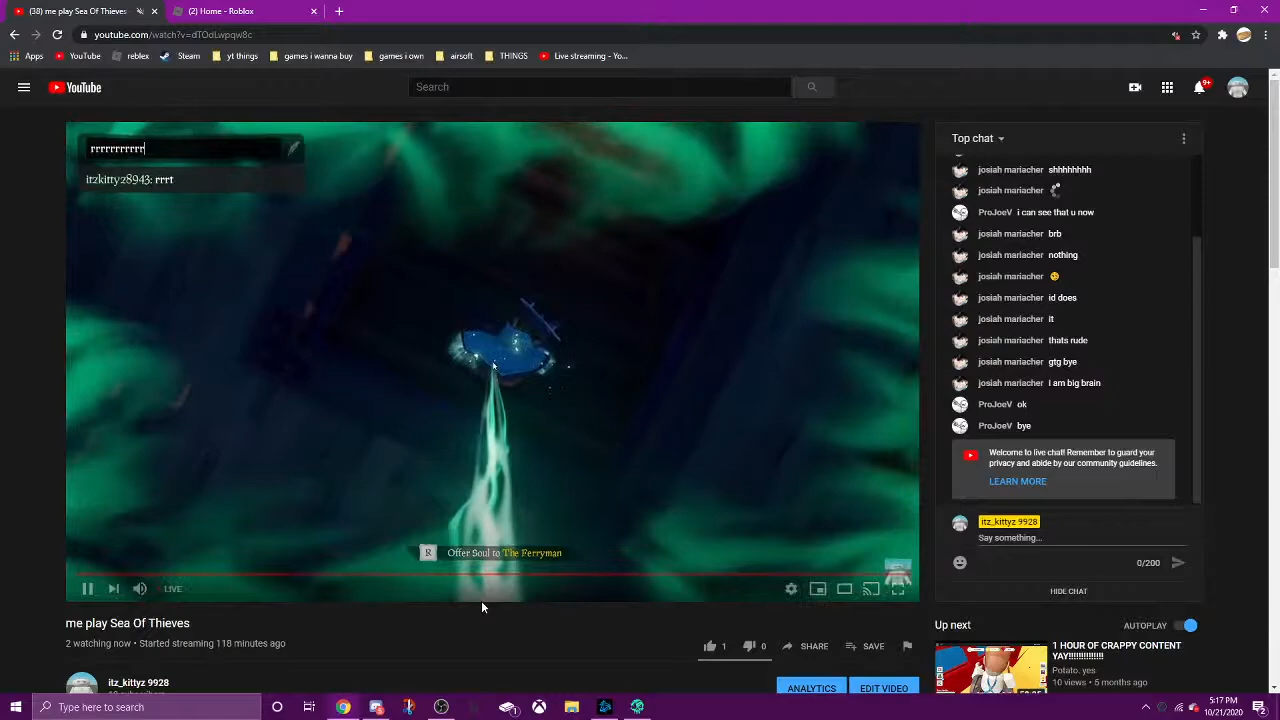 (38) me play Sea Of Thieves
(2) Home - Roblox
youtube.com/watch?v=dTOdLwpqw8c
Apps
YouTube
reblex
Steam
yt things
games i wanna buy
games i own
airsoft
THINGS
Live streaming - Yo...
YouTube
Search
9+
rrrrrrrrrrr
itzkittyz8943: rrrt
R Offer Soul to The Ferryman
LIVE
Top chat
josiah mariacher shhhhhhhh
josiah mariacher
ProJoeV i can see that u now
josiah mariacher brb
josiah mariacher nothing
josiah mariacher 😏
josiah mariacher id does
josiah mariacher it
josiah mariacher thats rude
josiah mariacher gtg bye
josiah mariacher i am big brain
ProJoeV ok
ProJoeV bye
Welcome to live chat! Remember to guard your
privacy and abide by our community guidelines.
LEARN MORE
itz_kittyz 9928
Say something...
0/200
HIDE CHAT
me play Sea Of Thieves
2 watching now • Started streaming 118 minutes ago
1
0
SHARE
SAVE
itz_kittyz 9928
ANALYTICS
EDIT VIDEO
Up next
AUTOPLAY
1 HOUR OF CRAPPY CONTENT
YAY!!!!!!!!!!!!!
Potato. yes
10 views • 5 months ago
Type here to search
5:17 PM
10/21/2020